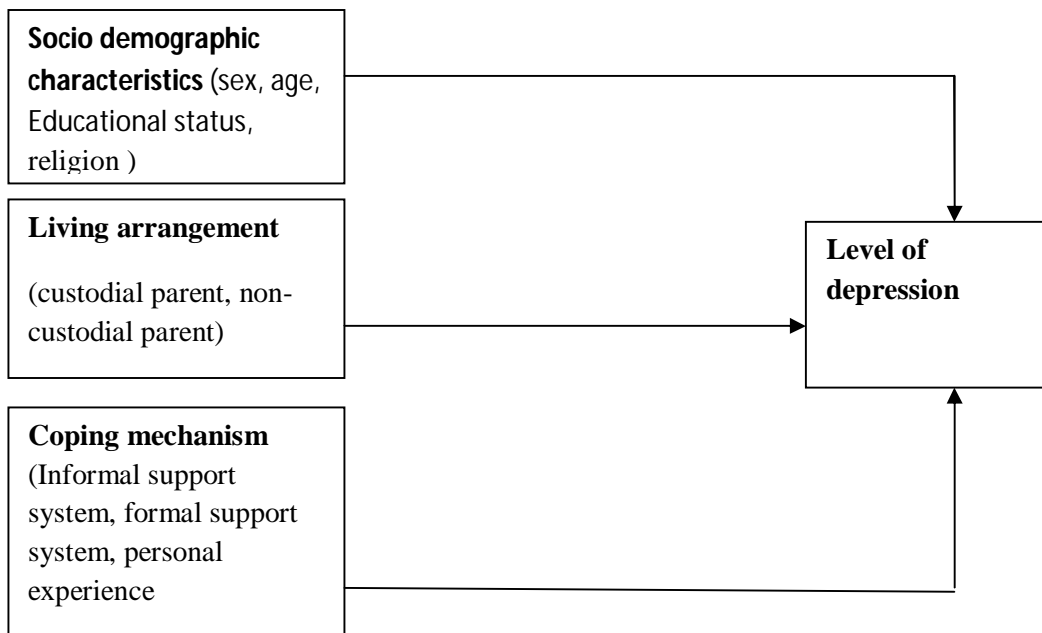 Socio demographic
characteristics (sex, age,
Educational status,
religion )
Living arrangement
(custodial parent, non-
custodial parent)
Level of
depression
Coping mechanism
(Informal support
system, formal support
system, personal
experience